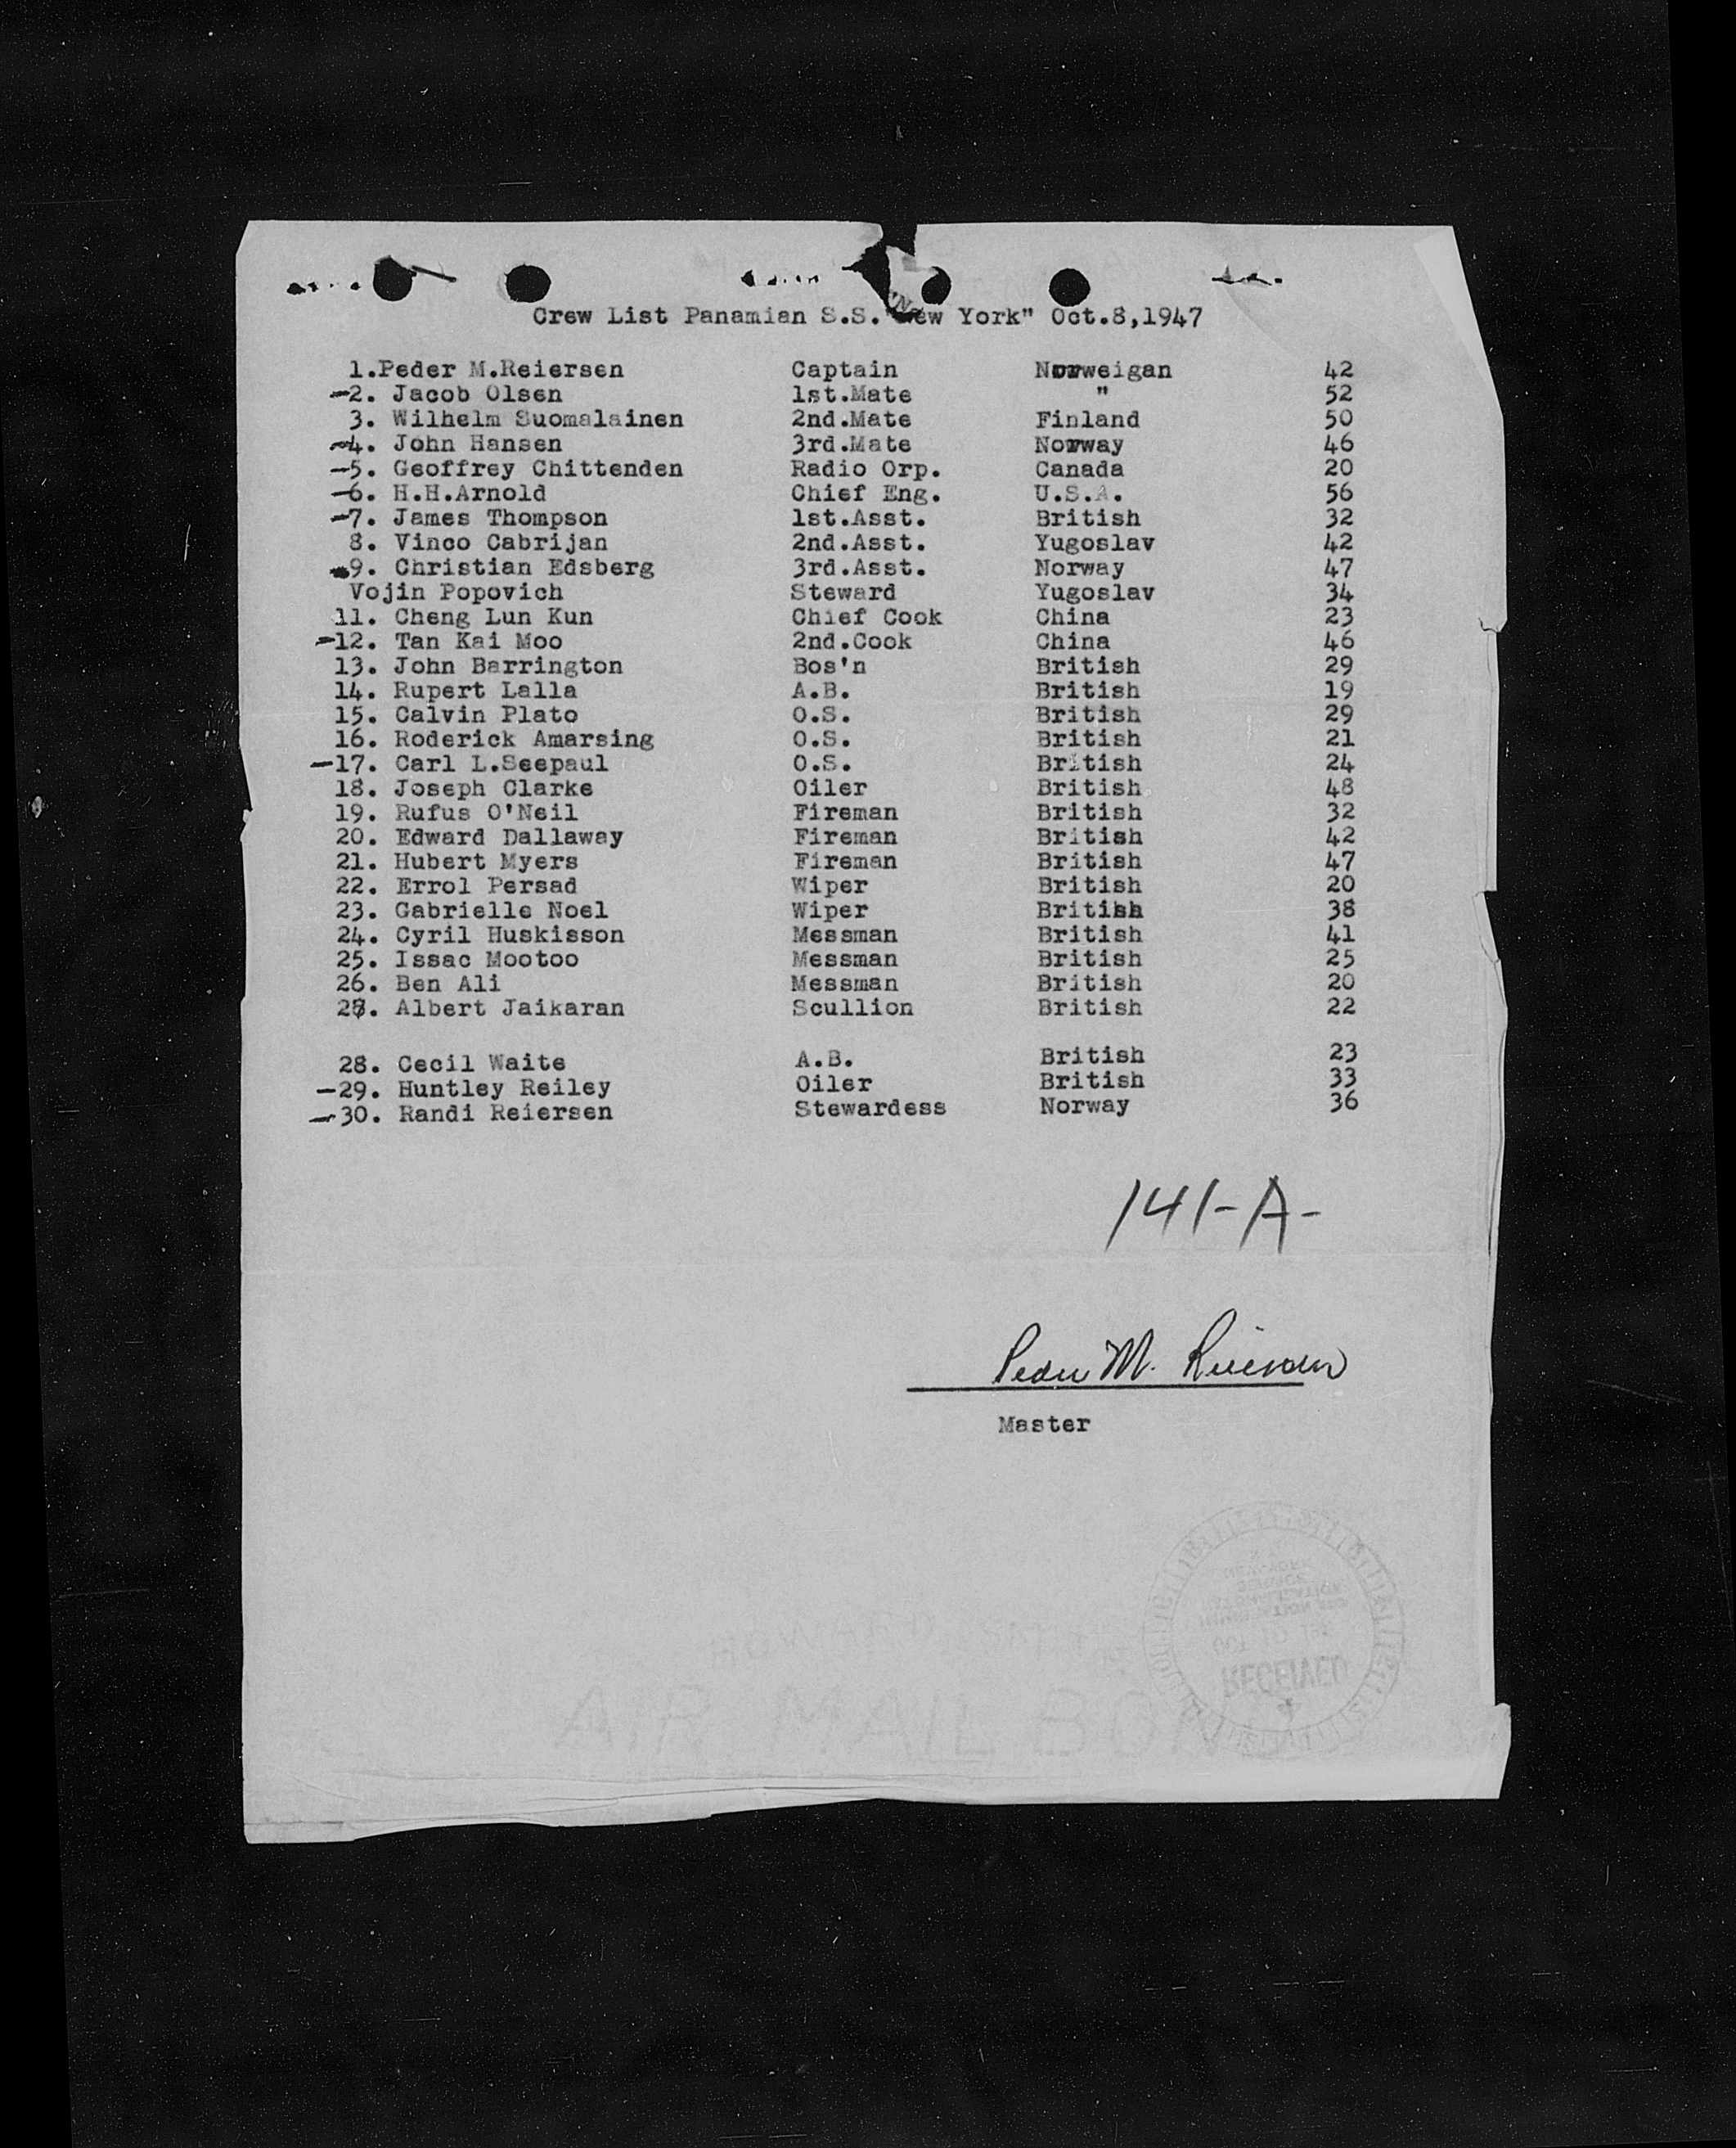 Crew List Panamian S.S. "New York" Oct.8,1947
1.Peder M.Reiersen Captain Norweigan 42
-2. Jacob Olsen 1st.Mate " 52
3. Wilhelm Suomalainen 2nd.Mate Finland 50
-4. John Hansen 3rd.Mate Norway 46
-5. Geoffrey Chittenden Radio Orp. Canada 20
-6. H.H.Arnold Chief Eng. U.S.A. 56
-7. James Thompson 1st.Asst. British 32
8. Vinco Cabrijan 2nd.Asst. Yugoslav 42
-9. Christian Edsberg 3rd.Asst. Norway 47
Vojin Popovich Steward Yugoslav 34
11. Cheng Lun Kun Chief Cook China 23
-12. Tan Kai Moo 2nd.Cook China 46
13. John Barrington Bos'n British 29
14. Rupert Lalla A.B. British 19
15. Calvin Plato O.S. British 29
16. Roderick Amarsing O.S. British 21
-17. Carl L.Seepaul O.S. British 24
18. Joseph Clarke Oiler British 48
19. Rufus O'Neil Fireman British 32
20. Edward Dallaway Fireman British 42
21. Hubert Myers Fireman British 47
22. Errol Persad Wiper British 20
23. Gabrielle Noel Wiper British 38
24. Cyril Huskisson Messman British 41
25. Issac Mootoo Messman British 25
26. Ben Ali Messman British 20
27. Albert Jaikaran Scullion British 22
28. Cecil Waite A.B. British 23
-29. Huntley Reiley Oiler British 33
-30. Randi Reiersen Stewardess Norway 36
141-A-
Peder M. Reiersen
Master
RECEIVED
AIR MAIL BOND